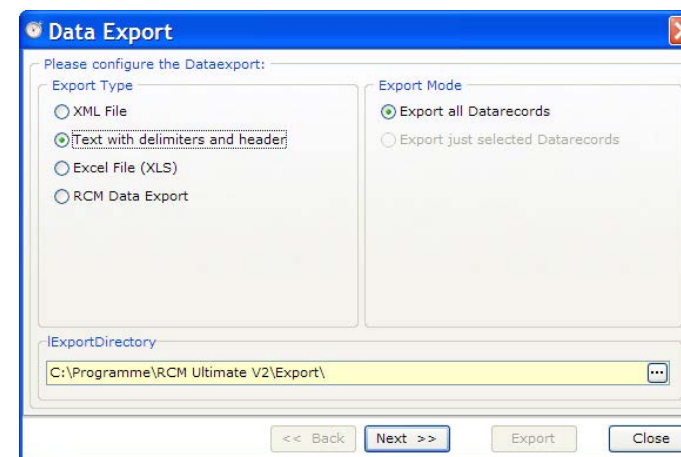 Data Export
Please configure the Dataexport:
Export Type
XML File
Text with delimiters and header
Excel File (XLS)
RCM Data Export
Export Mode
Export all Datarecords
Export just selected Datarecords
lExportDirectory
C:\Programme\RCM Ultimate V2\Export\
...
<< Back
Next >>
Export
Close